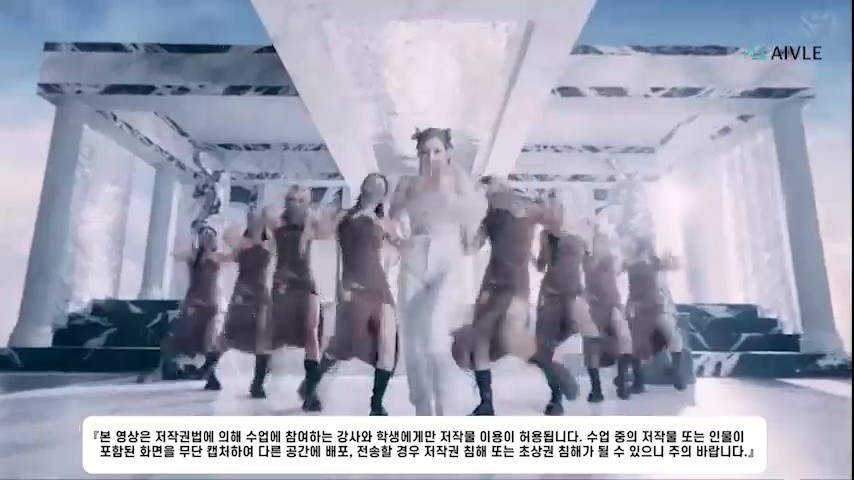 SM
AIVLE
『본 영상은 저작권법에 의해 수업에 참여하는 강사와 학생에게만 저작물 이용이 허용됩니다. 수업 중의 저작물 또는 인물이
포함된 화면을 무단 캡처하여 다른 공간에 배포, 전송할 경우 저작권 침해 또는 초상권 침해가 될 수 있으니 주의 바랍니다.』